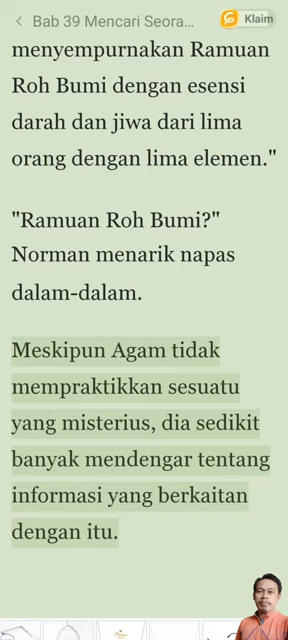 Bab 39 Mencari Seora...
Klaim
menyempurnakan Ramuan
Roh Bumi dengan esensi
darah dan jiwa dari lima
orang dengan lima elemen."
"Ramuan Roh Bumi?"
Norman menarik napas
dalam-dalam.
Meskipun Agam tidak
mempraktikkan sesuatu
yang misterius, dia sedikit
banyak mendengar tentang
informasi yang berkaitan
dengan itu.